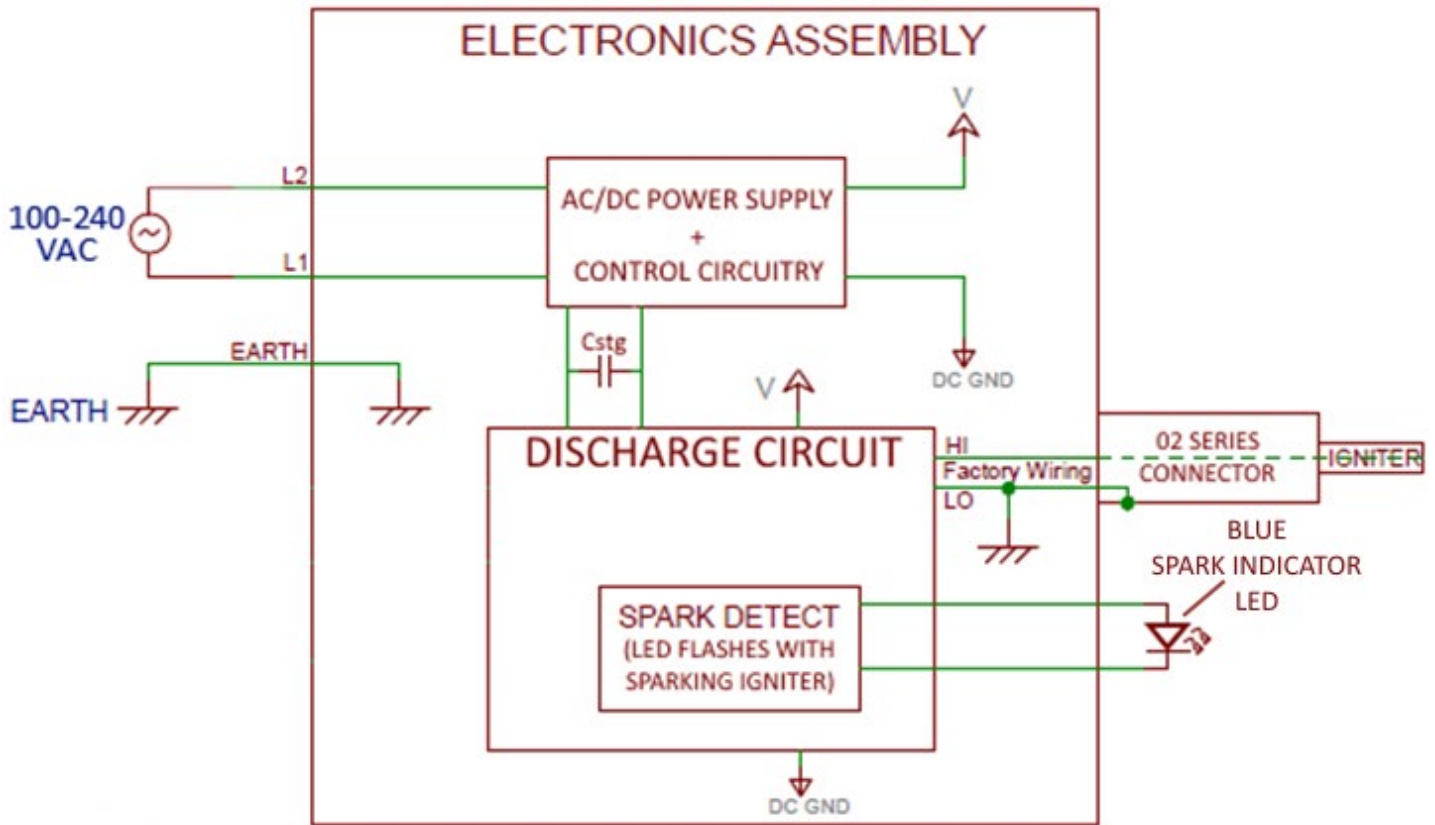 ELECTRONICS ASSEMBLY
V
L2
100-240
VAC
L1
AC/DC POWER SUPPLY
+
CONTROL CIRCUITRY
EARTH
EARTH
Cstg
DC GND
V
DISCHARGE CIRCUIT
HI
Factory Wiring
LO
02 SERIES
CONNECTOR
IGNITER
BLUE
SPARK INDICATOR
LED
SPARK DETECT
(LED FLASHES WITH
SPARKING IGNITER)
DC GND